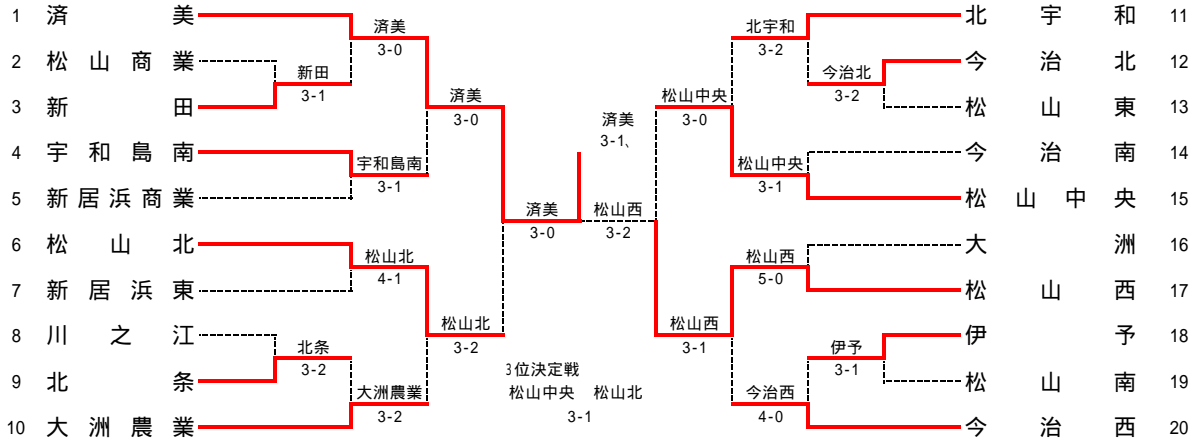 1 済美
2 松山商業
3 新田
4 宇和島南
5 新居浜商業
6 松山北
7 新居浜東
8 川之江
9 北条
10 大洲農業
新田
3-1
北条
3-2
済美
3-0
宇和島南
3-1
松山北
4-1
大洲農業
3-2
済美
3-0
松山北
3-2
済美
3-0
済美
3-1、
松山西
3-2
3位決定戦
松山中央 松山北
3-1
松山中央
3-0
松山西
3-1
北宇和
3-2
松山中央
3-1
松山西
5-0
今治西
4-0
今治北
3-2
伊予
3-1
北宇和 11
今治北 12
松山東 13
今治南 14
松山中央 15
大洲 16
松山西 17
伊予 18
松山南 19
今治西 20